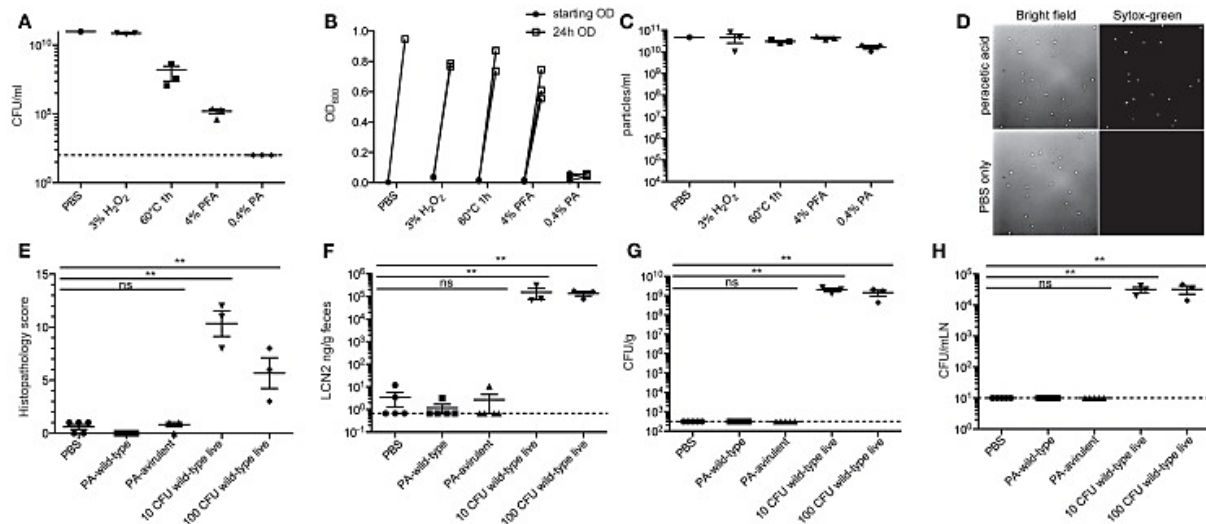 A
CFU/ml
10¹⁰
10⁵
10⁰
PBS
3% H₂O₂
60°C 1h
4% PFA
0.4% PA
B
starting OD
24h OD
OD₆₀₀
1.0
0.8
0.6
0.4
0.2
0.0
PBS
3% H₂O₂
60°C 1h
4% PFA
0.4% PA
C
particles/ml
10¹¹
10¹⁰
10⁹
10⁸
10⁷
10⁶
10⁵
10⁴
PBS
3% H₂O₂
60°C 1h
4% PFA
0.4% PA
D
Bright field
Sytox-green
peracetic acid
PBS only
E
**
**
ns
Histopathology score
15
10
5
0
PBS
PA-wild-type
PA-avirulent
10 CFU wild-type live
100 CFU wild-type live
F
**
**
ns
LCN2 ng/g feces
10⁶
10⁵
10⁴
10³
10²
10¹
10⁰
10⁻¹
PBS
PA-wild-type
PA-avirulent
10 CFU wild-type live
100 CFU wild-type live
G
**
**
ns
CFU/g
10¹⁰
10⁹
10⁸
10⁷
10⁶
10⁵
10⁴
10³
10²
PBS
PA-wild-type
PA-avirulent
10 CFU wild-type live
100 CFU wild-type live
H
**
**
ns
CFU/mLN
10⁵
10⁴
10³
10²
10¹
10⁰
PBS
PA-wild-type
PA-avirulent
10 CFU wild-type live
100 CFU wild-type live